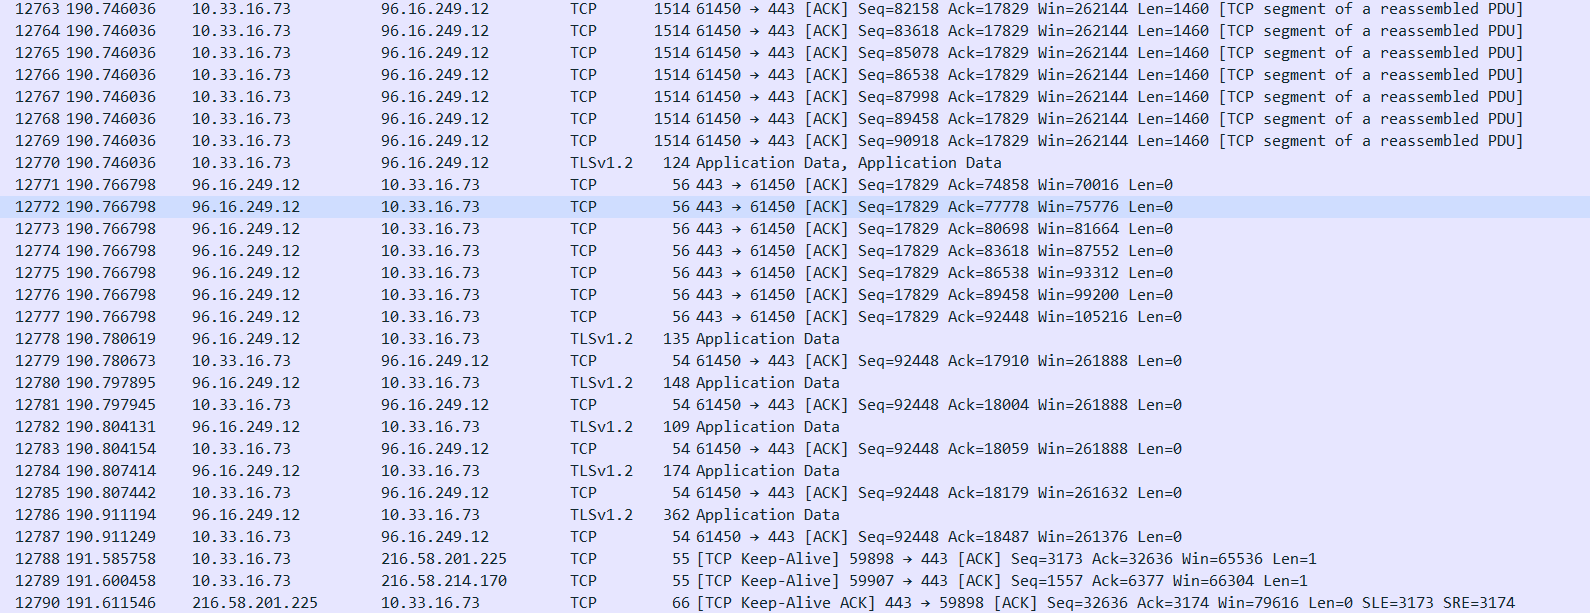 12763 190.746036 10.33.16.73 96.16.249.12 TCP 1514 61450 → 443 [ACK] Seq=82158 Ack=17829 Win=262144 Len=1460 [TCP segment of a reassembled PDU]
12764 190.746036 10.33.16.73 96.16.249.12 TCP 1514 61450 → 443 [ACK] Seq=83618 Ack=17829 Win=262144 Len=1460 [TCP segment of a reassembled PDU]
12765 190.746036 10.33.16.73 96.16.249.12 TCP 1514 61450 → 443 [ACK] Seq=85078 Ack=17829 Win=262144 Len=1460 [TCP segment of a reassembled PDU]
12766 190.746036 10.33.16.73 96.16.249.12 TCP 1514 61450 → 443 [ACK] Seq=86538 Ack=17829 Win=262144 Len=1460 [TCP segment of a reassembled PDU]
12767 190.746036 10.33.16.73 96.16.249.12 TCP 1514 61450 → 443 [ACK] Seq=87998 Ack=17829 Win=262144 Len=1460 [TCP segment of a reassembled PDU]
12768 190.746036 10.33.16.73 96.16.249.12 TCP 1514 61450 → 443 [ACK] Seq=89458 Ack=17829 Win=262144 Len=1460 [TCP segment of a reassembled PDU]
12769 190.746036 10.33.16.73 96.16.249.12 TCP 1514 61450 → 443 [ACK] Seq=90918 Ack=17829 Win=262144 Len=1460 [TCP segment of a reassembled PDU]
12770 190.746036 10.33.16.73 96.16.249.12 TLSv1.2 124 Application Data, Application Data
12771 190.766798 96.16.249.12 10.33.16.73 TCP 56 443 → 61450 [ACK] Seq=17829 Ack=74858 Win=70016 Len=0
12772 190.766798 96.16.249.12 10.33.16.73 TCP 56 443 → 61450 [ACK] Seq=17829 Ack=77778 Win=75776 Len=0
12773 190.766798 96.16.249.12 10.33.16.73 TCP 56 443 → 61450 [ACK] Seq=17829 Ack=80698 Win=81664 Len=0
12774 190.766798 96.16.249.12 10.33.16.73 TCP 56 443 → 61450 [ACK] Seq=17829 Ack=83618 Win=87552 Len=0
12775 190.766798 96.16.249.12 10.33.16.73 TCP 56 443 → 61450 [ACK] Seq=17829 Ack=86538 Win=93312 Len=0
12776 190.766798 96.16.249.12 10.33.16.73 TCP 56 443 → 61450 [ACK] Seq=17829 Ack=89458 Win=99200 Len=0
12777 190.766798 96.16.249.12 10.33.16.73 TCP 56 443 → 61450 [ACK] Seq=17829 Ack=92448 Win=105216 Len=0
12778 190.780619 96.16.249.12 10.33.16.73 TLSv1.2 135 Application Data
12779 190.780673 10.33.16.73 96.16.249.12 TCP 54 61450 → 443 [ACK] Seq=92448 Ack=17910 Win=261888 Len=0
12780 190.797895 96.16.249.12 10.33.16.73 TLSv1.2 148 Application Data
12781 190.797945 10.33.16.73 96.16.249.12 TCP 54 61450 → 443 [ACK] Seq=92448 Ack=18004 Win=261888 Len=0
12782 190.804131 96.16.249.12 10.33.16.73 TLSv1.2 109 Application Data
12783 190.804154 10.33.16.73 96.16.249.12 TCP 54 61450 → 443 [ACK] Seq=92448 Ack=18059 Win=261888 Len=0
12784 190.807414 96.16.249.12 10.33.16.73 TLSv1.2 174 Application Data
12785 190.807442 10.33.16.73 96.16.249.12 TCP 54 61450 → 443 [ACK] Seq=92448 Ack=18179 Win=261632 Len=0
12786 190.911194 96.16.249.12 10.33.16.73 TLSv1.2 362 Application Data
12787 190.911249 10.33.16.73 96.16.249.12 TCP 54 61450 → 443 [ACK] Seq=92448 Ack=18487 Win=261376 Len=0
12788 191.585758 10.33.16.73 216.58.201.225 TCP 55 [TCP Keep-Alive] 59898 → 443 [ACK] Seq=3173 Ack=32636 Win=65536 Len=1
12789 191.600458 10.33.16.73 216.58.214.170 TCP 55 [TCP Keep-Alive] 59907 → 443 [ACK] Seq=1557 Ack=6377 Win=66304 Len=1
12790 191.611546 216.58.201.225 10.33.16.73 TCP 66 [TCP Keep-Alive ACK] 443 → 59898 [ACK] Seq=32636 Ack=3174 Win=79616 Len=0 SLE=3173 SRE=3174